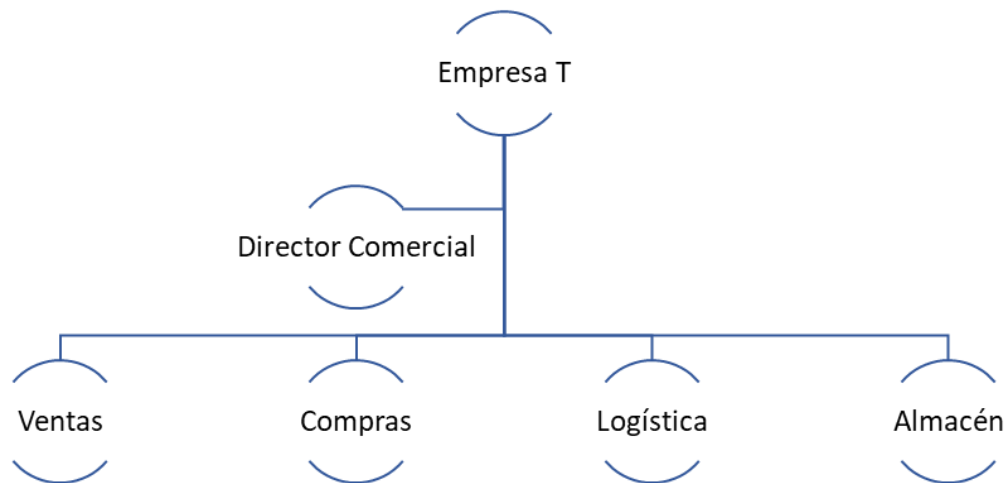 Empresa T
Director Comercial
Ventas
Compras
Logística
Almacén